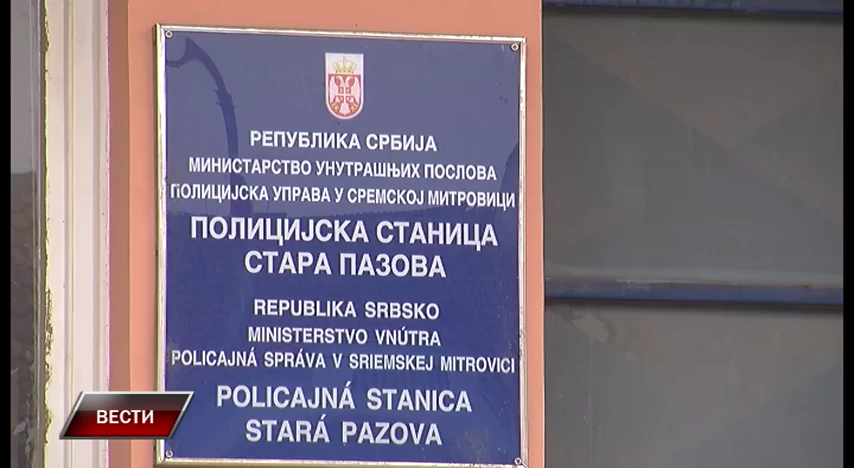 РЕПУБЛИКА СРБИЈА
МИНИСТАРСТВО УНУТРАШЊИХ ПОСЛОВА
ПОЛИЦИЈСКА УПРАВА У СРЕМСКОЈ МИТРОВИЦИ
ПОЛИЦИЈСКА СТАНИЦА
СТАРА ПАЗОВА
REPUBLIKA SRBSKO
MINISTERSTVO VNÚTRA
POLICAJNÁ SPRÁVA V SRIEMSKEJ MITROVICI
POLICAJNÁ STANICA
STARÁ PAZOVA
ВЕСТИ